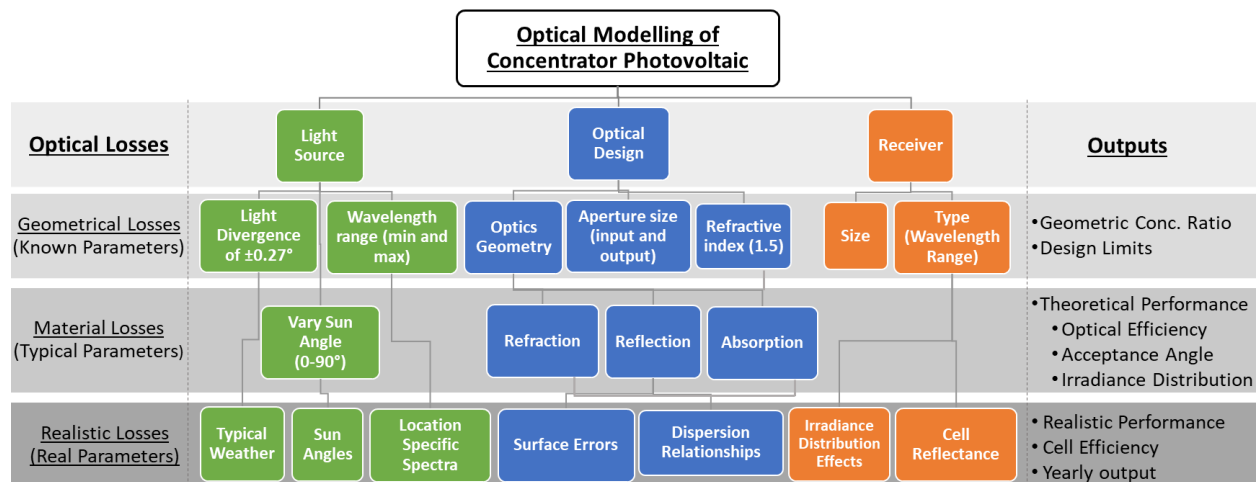 Optical Modelling of
Concentrator Photovoltaic
Optical Losses
Light
Source
Optical
Design
Receiver
Outputs
Geometrical Losses
(Known Parameters)
Light
Divergence
of ±0.27°
Wavelength
range (min and
max)
Optics
Geometry
Aperture size
(input and
output)
Refractive
index (1.5)
Size
Type
(Wavelength
Range)
•Geometric Conc. Ratio
•Design Limits
Material Losses
(Typical Parameters)
Vary Sun
Angle
(0-90°)
Refraction
Reflection
Absorption
•Theoretical Performance
•Optical Efficiency
•Acceptance Angle
•Irradiance Distribution
Realistic Losses
(Real Parameters)
Typical
Weather
Sun
Angles
Location
Specific
Spectra
Surface Errors
Dispersion
Relationships
Irradiance
Distribution
Effects
Cell
Reflectance
•Realistic Performance
•Cell Efficiency
•Yearly output